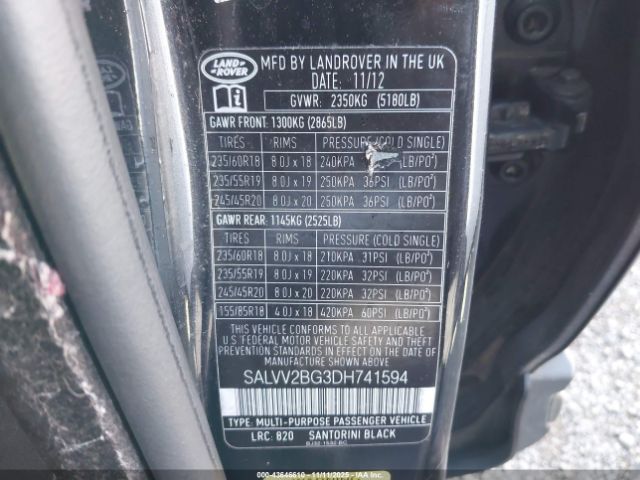 LAND ROVER
MFD BY LANDROVER IN THE UK
DATE: 11/12
GVWR: 2350KG (5180LB)
GAWR FRONT: 1300KG (2865LB)
TIRES RIMS PRESSURE (COLD SINGLE)
235/60R18 8.0J x 18 240KPA (LB/PO²)
235/55R19 8.0J x 19 250KPA 36PSI (LB/PO²)
245/45R20 8.0J x 20 250KPA 36PSI (LB/PO²)
GAWR REAR: 1145KG (2525LB)
TIRES RIMS PRESSURE (COLD SINGLE)
235/60R18 8.0J x 18 210KPA 31PSI (LB/PO²)
235/55R19 8.0J x 19 220KPA 32PSI (LB/PO²)
245/45R20 8.0J x 20 220KPA 32PSI (LB/PO²)
155/85R18 4.0J x 18 420KPA 60PSI (LB/PO²)
THIS VEHICLE CONFORMS TO ALL APPLICABLE
U.S. FEDERAL MOTOR VEHICLE SAFETY AND
THEFT PREVENTION STANDARDS IN EFFECT ON THE DATE OF
MANUFACTURE SHOWN ABOVE
SALVV2BG3DH741594
TYPE: MULTI-PURPOSE PASSENGER VEHICLE
LRC: 820 SANTORINI BLACK
000-43646610 - 11/11/2025 -